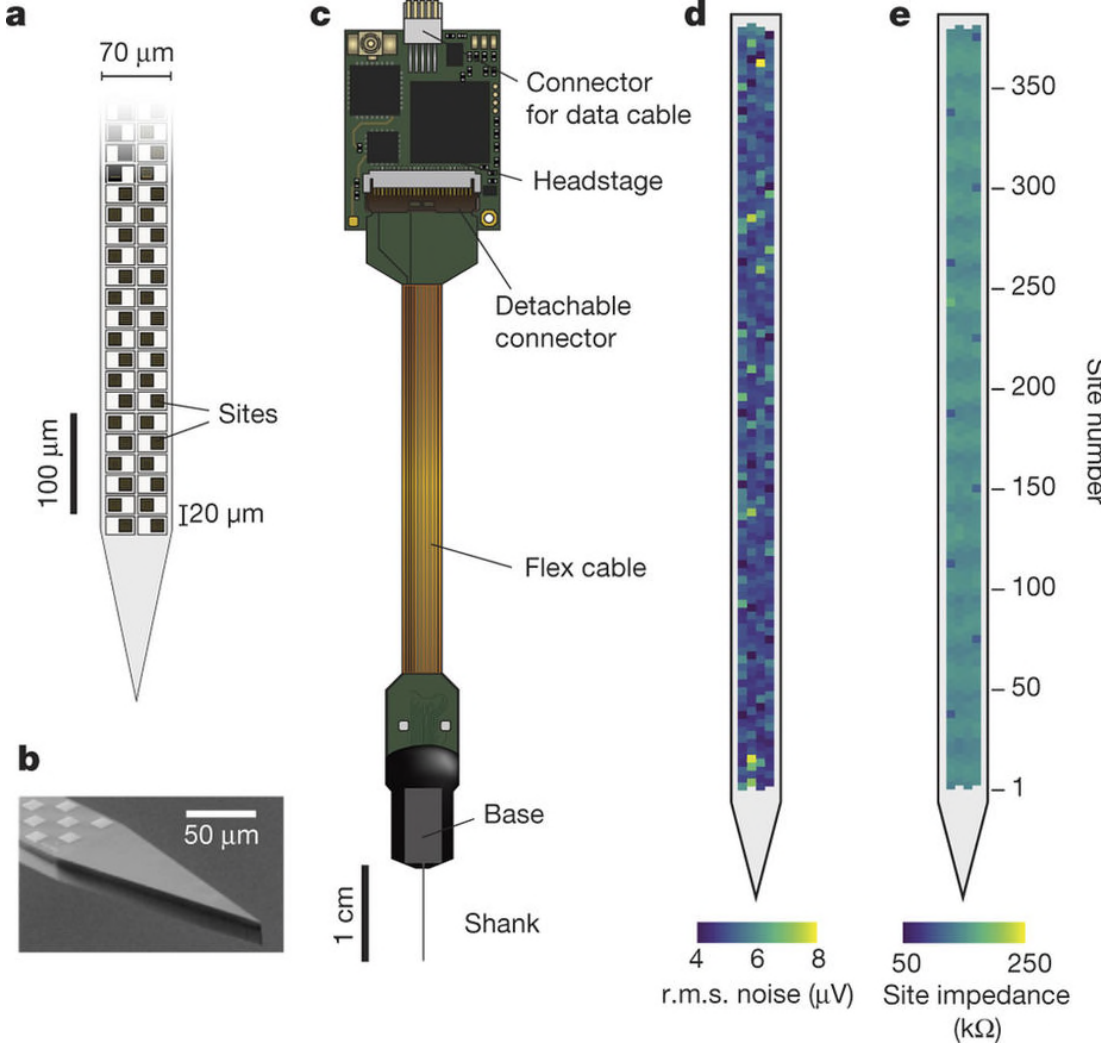 a
70 µm
Sites
100 µm
20 µm
b
50 µm
c
Connector
for data cable
Headstage
Detachable
connector
Flex cable
Base
1 cm
Shank
d
4
6
8
r.m.s. noise (µV)
e
350
300
250
200
150
100
50
1
Site number
50
250
Site impedance
(kΩ)